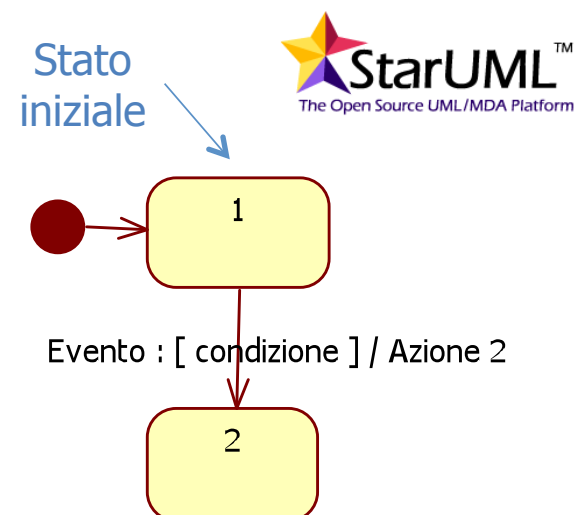 Stato
iniziale
StarUML™
The Open Source UML/MDA Platform
1
Evento : [ condizione ] / Azione 2
2